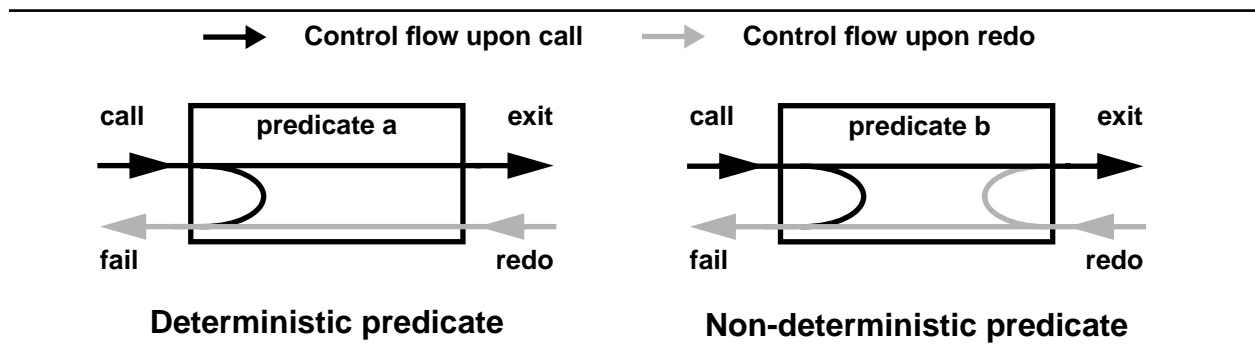 Control flow upon call Control flow upon redo
call predicate a exit
fail redo
Deterministic predicate
call predicate b exit
fail redo
Non-deterministic predicate